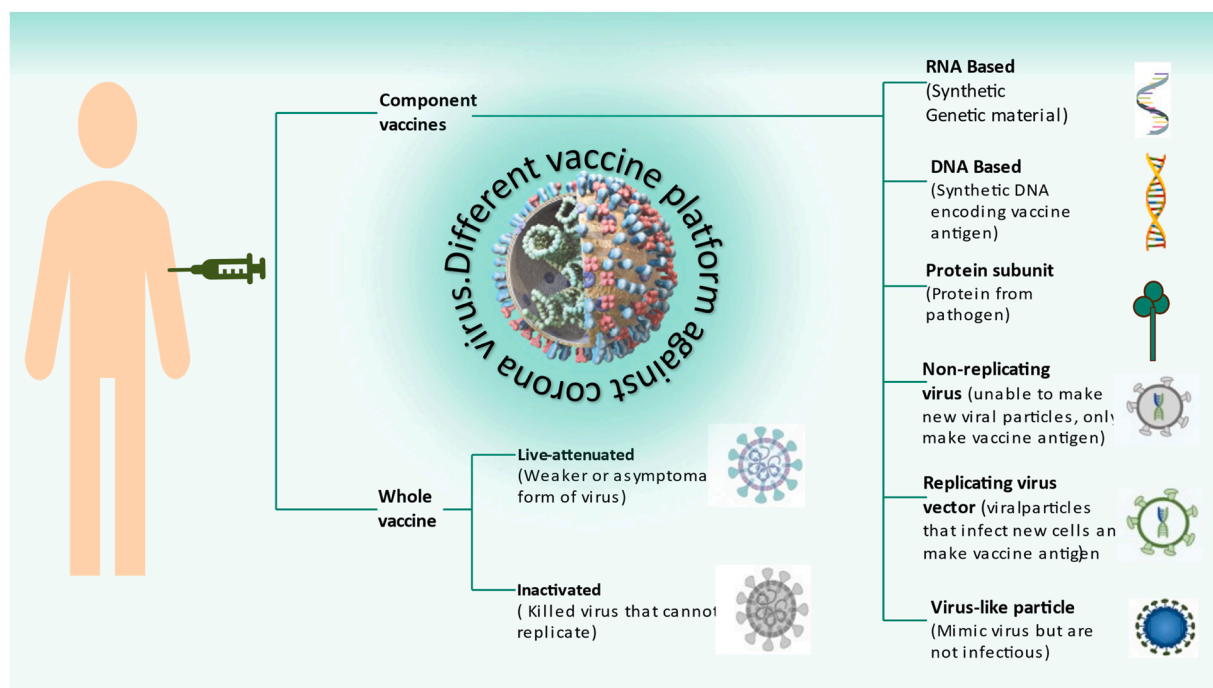 Component
vaccines
Different vaccine platform against corona virus.
Whole
vaccine
Live-attenuated
(Weaker or asymptoma
form of virus)
Inactivated
( Killed virus that cannot
replicate)
RNA Based
(Synthetic
Genetic material)
DNA Based
(Synthetic DNA
encoding vaccine
antigen)
Protein subunit
(Protein from
pathogen)
Non-replicating
virus (unable to make
new viral particles, only
make vaccine antigen)
Replicating virus
vector (viralparticles
that infect new cells an
make vaccine antigen)
Virus-like particle
(Mimic virus but are
not infectious)